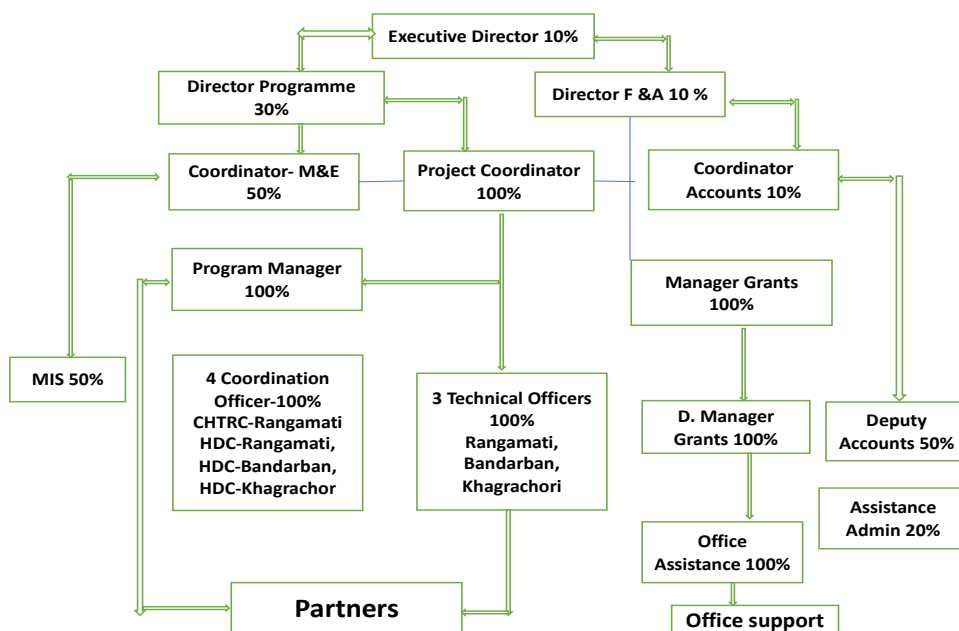 Executive Director 10%
Director Programme
30%
Director F &A 10 %
Coordinator- M&E
50%
Project Coordinator
100%
Coordinator
Accounts 10%
Program Manager
100%
Manager Grants
100%
MIS 50%
4 Coordination
Officer-100%
CHTRC-Rangamati
HDC-Rangamati,
HDC-Bandarban,
HDC-Khagrachor
3 Technical Officers
100%
Rangamati,
Bandarban,
Khagrachori
D. Manager
Grants 100%
Deputy
Accounts 50%
Assistance
Admin 20%
Office
Assistance 100%
Partners
Office support